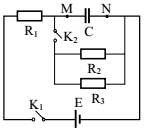 M N
R₁ K₂ C
R₂
R₃
K₁ E